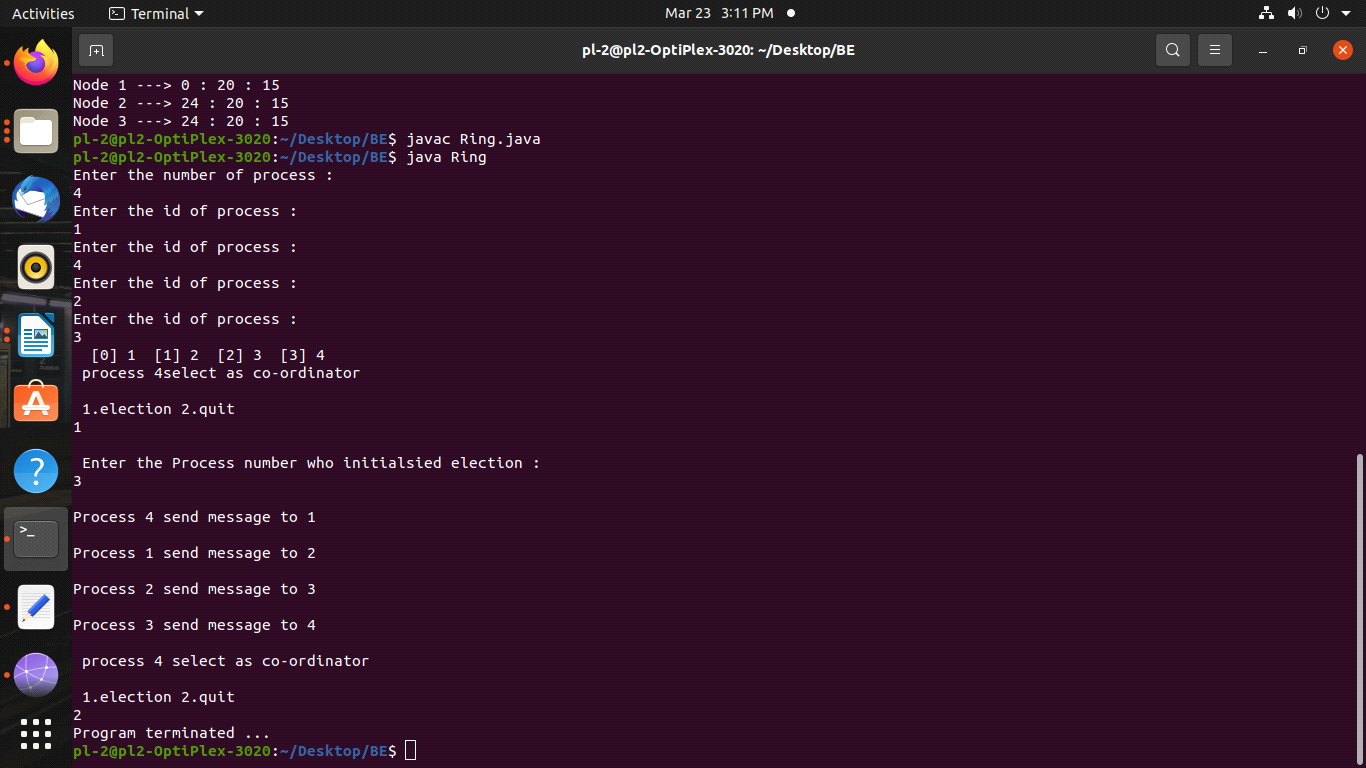 Activities
Terminal
Mar 23 3:11 PM
pl-2@pl2-OptiPlex-3020: ~/Desktop/BE
Node 1 ---> 0 : 20 : 15
Node 2 ---> 24 : 20 : 15
Node 3 ---> 24 : 20 : 15
pl-2@pl2-OptiPlex-3020:~/Desktop/BE$ javac Ring.java
pl-2@pl2-OptiPlex-3020:~/Desktop/BE$ java Ring
Enter the number of process :
4
Enter the id of process :
1
Enter the id of process :
4
Enter the id of process :
2
Enter the id of process :
3
[0] 1 [1] 2 [2] 3 [3] 4
process 4select as co-ordinator
1.election 2.quit
1
Enter the Process number who initialsied election :
3
Process 4 send message to 1
Process 1 send message to 2
Process 2 send message to 3
Process 3 send message to 4
process 4 select as co-ordinator
1.election 2.quit
2
Program terminated ...
pl-2@pl2-OptiPlex-3020:~/Desktop/BE$